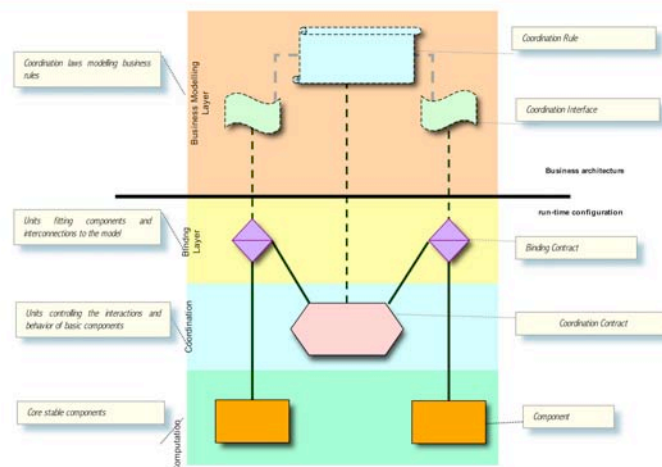 Coordination Rule
Coordination laws modelling business
rules
Business Modelling
Layer
Coordination Interface
Business architecture
run-time configuration
Units fitting components and
interconnections to the model
Binding
Layer
Binding Contract
Units controlling the interactions and
behavior of basic components
Coordination
Coordination Contract
Core stable components
Computation
Component